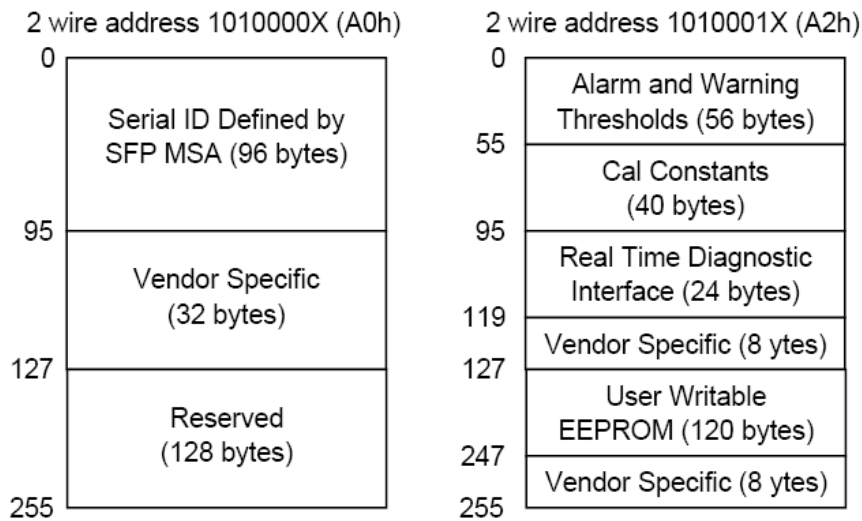 2 wire address 1010000X (A0h)
0
Serial ID Defined by
SFP MSA (96 bytes)
95
Vendor Specific
(32 bytes)
127
Reserved
(128 bytes)
255
2 wire address 1010001X (A2h)
0
Alarm and Warning
Thresholds (56 bytes)
55
Cal Constants
(40 bytes)
95
Real Time Diagnostic
Interface (24 bytes)
119
Vendor Specific (8 ytes)
127
User Writable
EEPROM (120 bytes)
247
Vendor Specific (8 ytes)
255